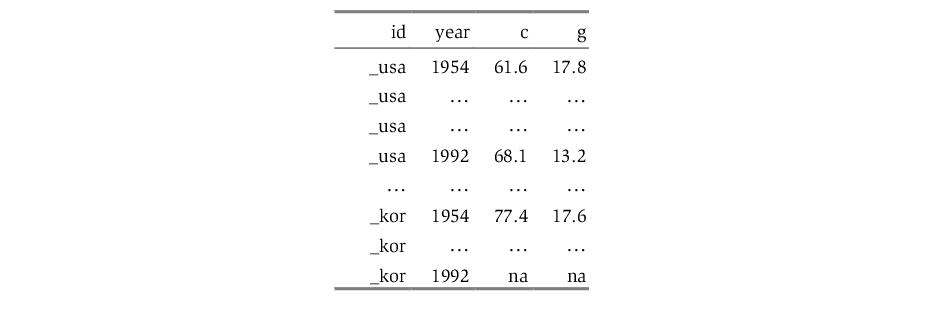 id year c g
_usa 1954 61.6 17.8
_usa ... ... ...
_usa ... ... ...
_usa 1992 68.1 13.2
... ... ... ...
_kor 1954 77.4 17.6
_kor ... ... ...
_kor 1992 na na